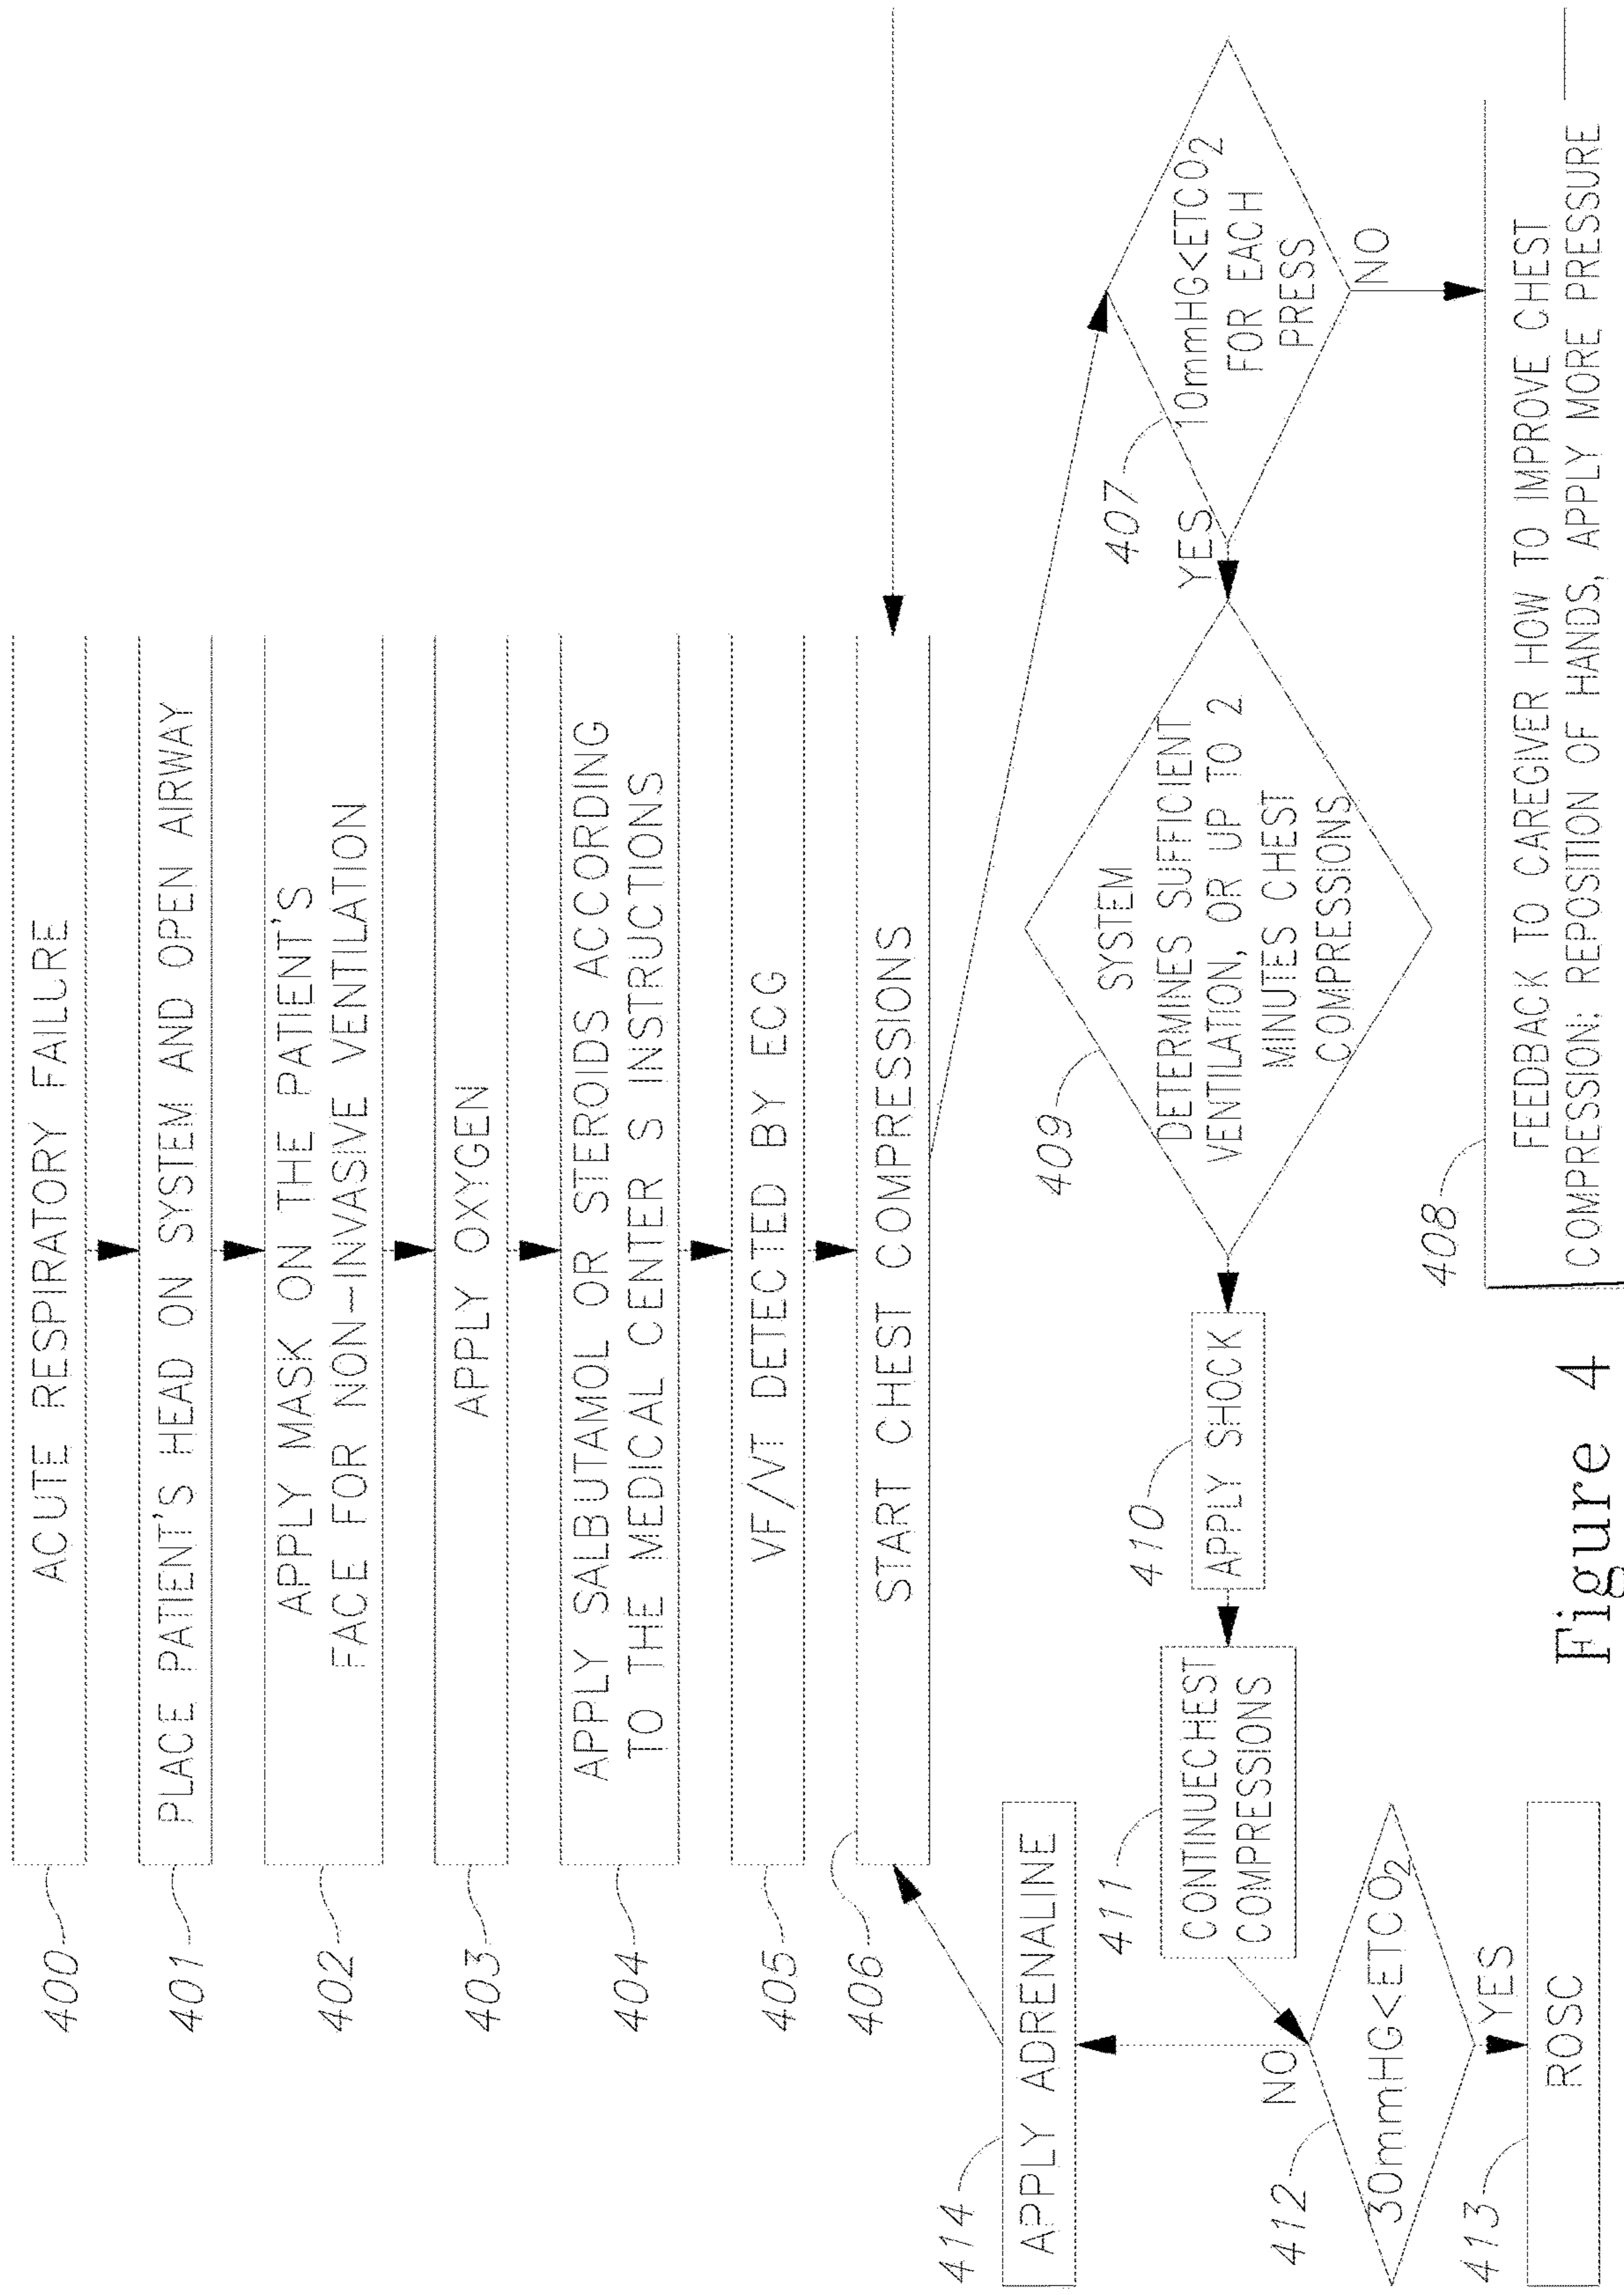 400
ACUTE RESPIRATORY FAILURE
401
PLACE PATIENT'S HEAD ON SYSTEM AND OPEN AIRWAY
402
APPLY MASK ON THE PATIENT'S
FACE FOR NON-INVASIVE VENTILATION
403
APPLY OXYGEN
404
APPLY SALBUTAMOL OR STEROIDS ACCORDING
TO THE MEDICAL CENTER S INSTRUCTIONS
405
VF/VT DETECTED BY ECG
406
START CHEST COMPRESSIONS
407
10mmHG<ETCO2
FOR EACH
PRESS
YES
NO
408
FEEDBACK TO CAREGIVER HOW TO IMPROVE CHEST
COMPRESSION; REPOSITION OF HANDS, APPLY MORE PRESSURE
409
SYSTEM
DETERMINES SUFFICIENT
VENTILATION, OR UP TO 2
MINUTES CHEST
COMPRESSIONS
410
APPLY SHOCK
411
CONTINUECHEST
COMPRESSIONS
412
30mmHG<ETCO2
NO
YES
413
ROSC
414
APPLY ADRENALINE
Figure 4